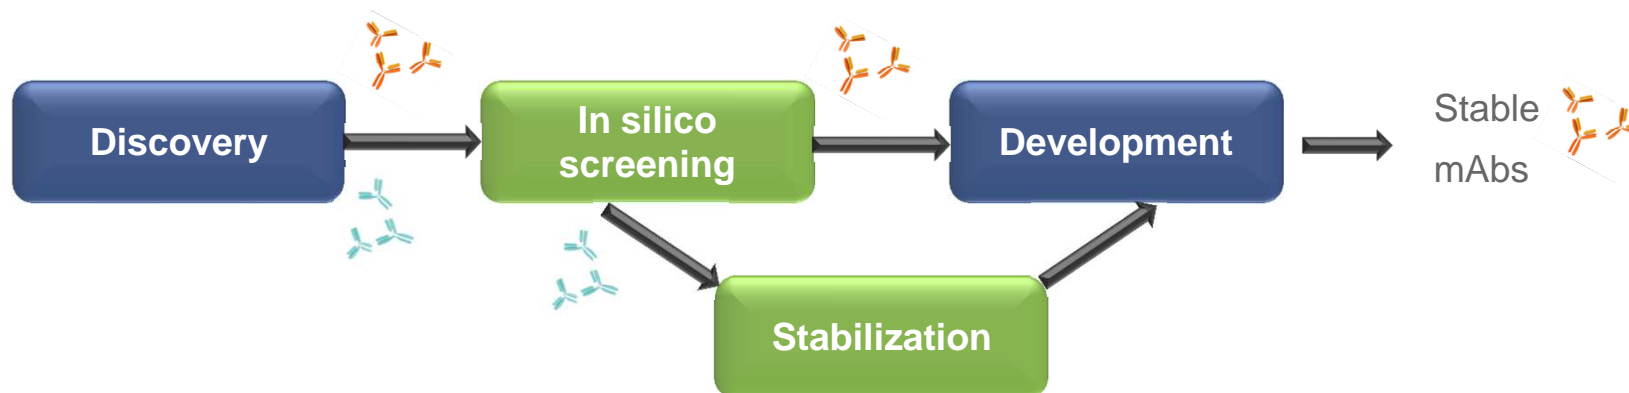 Discovery
In silico
screening
Development
Stable
mAbs
Stabilization